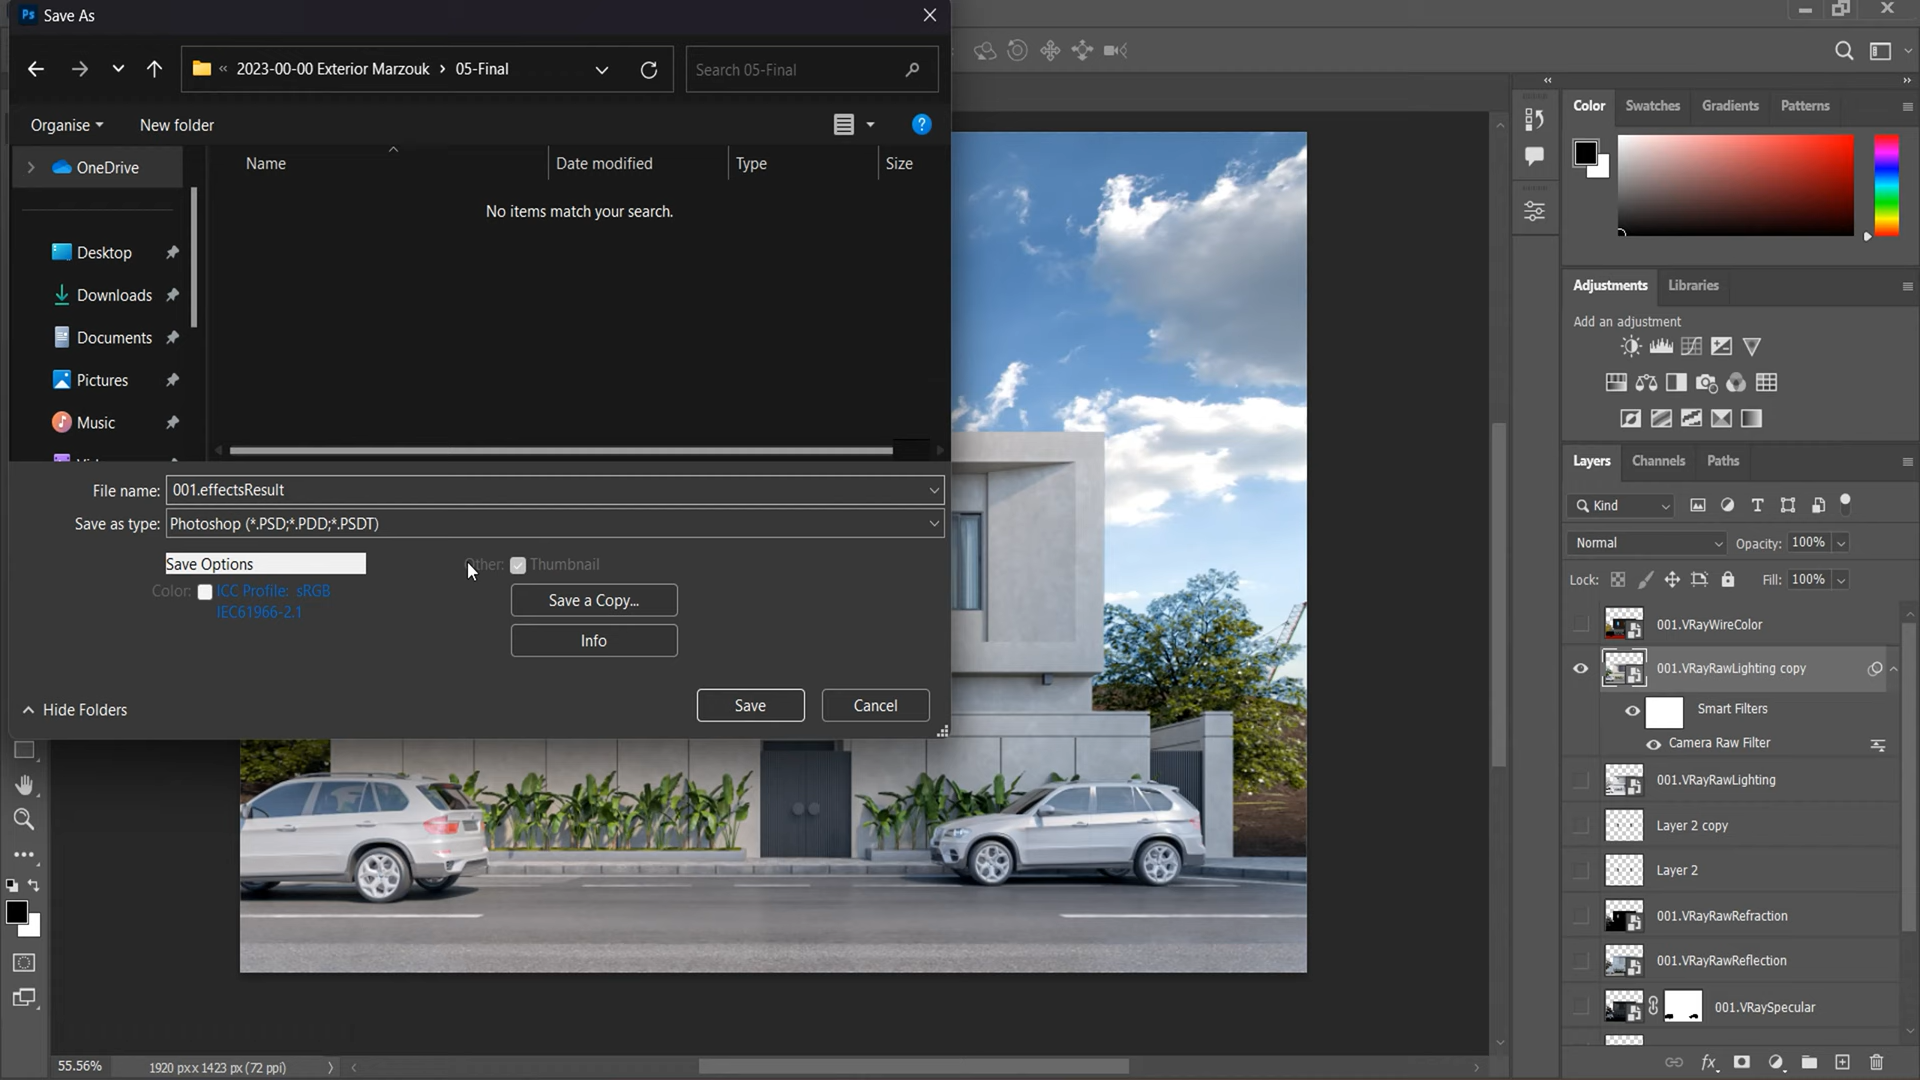 Ps Save As
« 2023-00-00 Exterior Marzouk › 05-Final
Search 05-Final
Organise
New folder
?
OneDrive
Desktop
Downloads
Documents
Pictures
Music
Name
Date modified
Type
Size
No items match your search.
File name: 001.effectsResult
Save as type: Photoshop (*.PSD;*.PDD;*.PSDT)
Save Options
Other: Thumbnail
Color: ICC Profile: sRGB
IEC61966-2.1
Save a Copy...
Info
Hide Folders
Save
Cancel
55.56%
1920 px x 1423 px (72 ppi)
Color
Swatches
Gradients
Patterns
Adjustments
Libraries
Add an adjustment
Layers
Channels
Paths
Kind
Normal
Opacity: 100%
Lock:
Fill: 100%
001.VRayWireColor
001.VRayRawLighting copy
Smart Filters
Camera Raw Filter
001.VRayRawLighting
Layer 2 copy
Layer 2
001.VRayRawRefraction
001.VRayRawReflection
001.VRaySpecular
fx